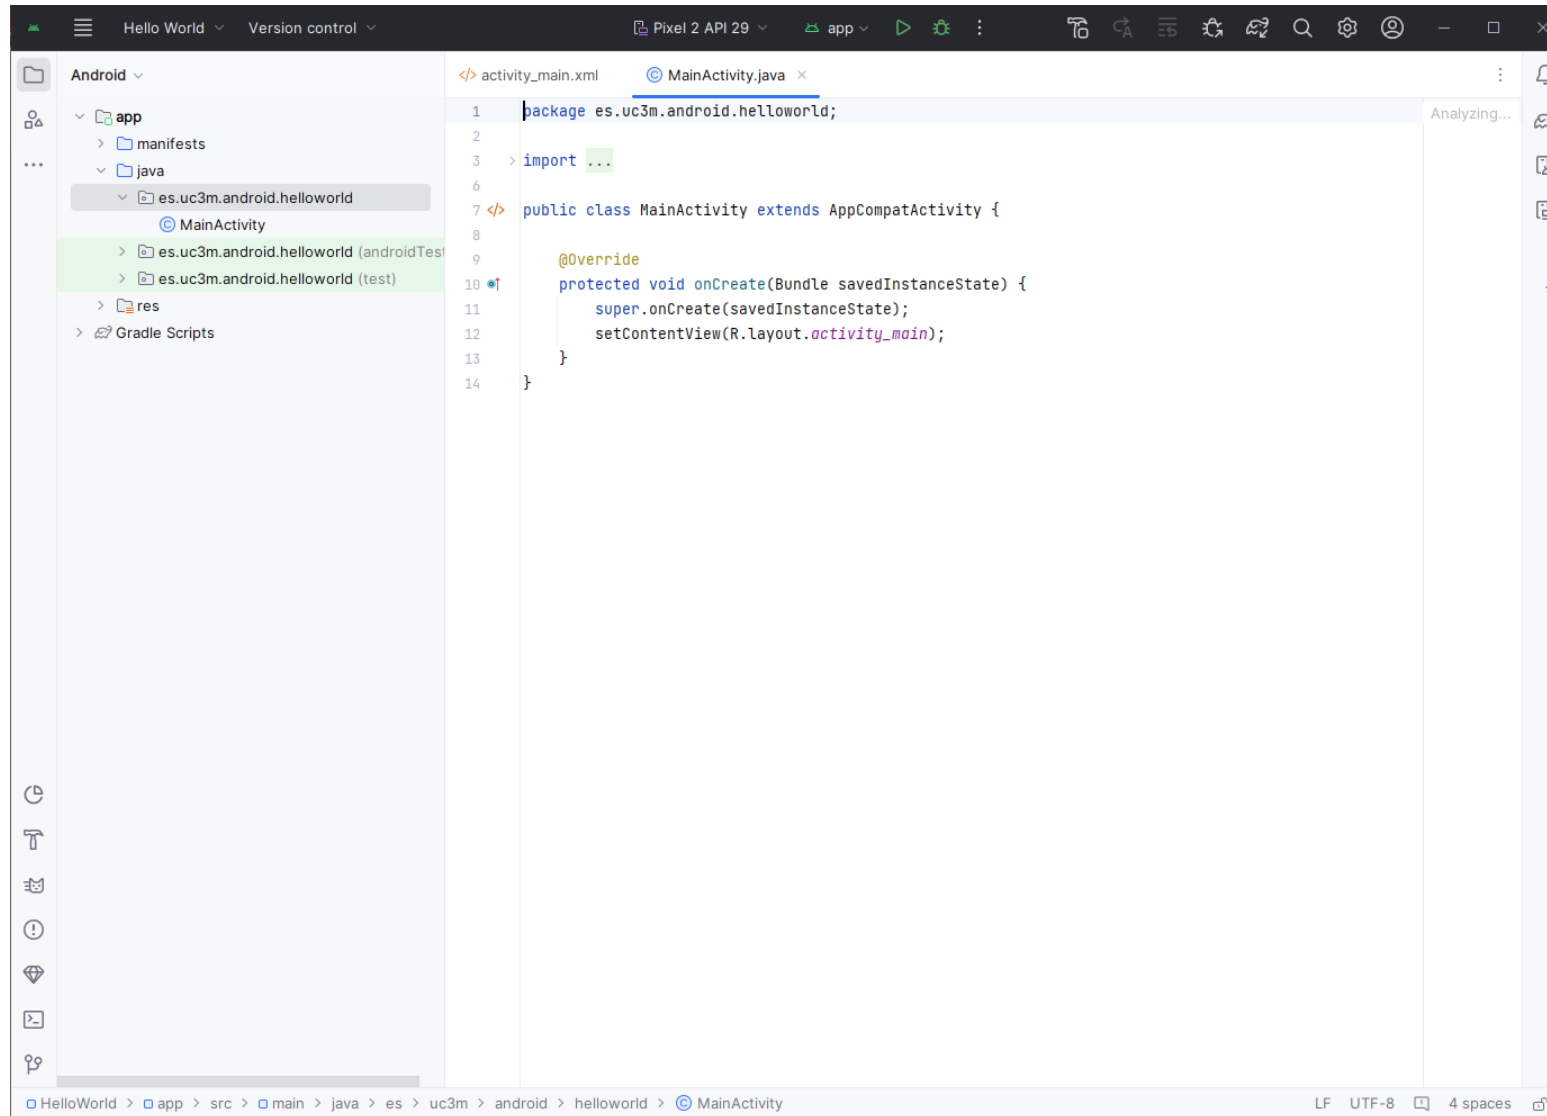 Hello World Version control Pixel 2 API 29 app
Android
activity_main.xml MainActivity.java
app
manifests
java
es.uc3m.android.helloworld
MainActivity
es.uc3m.android.helloworld (androidTest
es.uc3m.android.helloworld (test)
res
Gradle Scripts
1 package es.uc3m.android.helloworld;
Analyzing...
2
3 import ...
6
7 public class MainActivity extends AppCompatActivity {
8
9 @Override
10 protected void onCreate(Bundle savedInstanceState) {
11 super.onCreate(savedInstanceState);
12 setContentView(R.layout.activity_main);
13 }
14 }
HelloWorld > app > src > main > java > es > uc3m > android > helloworld > MainActivity LF UTF-8 4 spaces